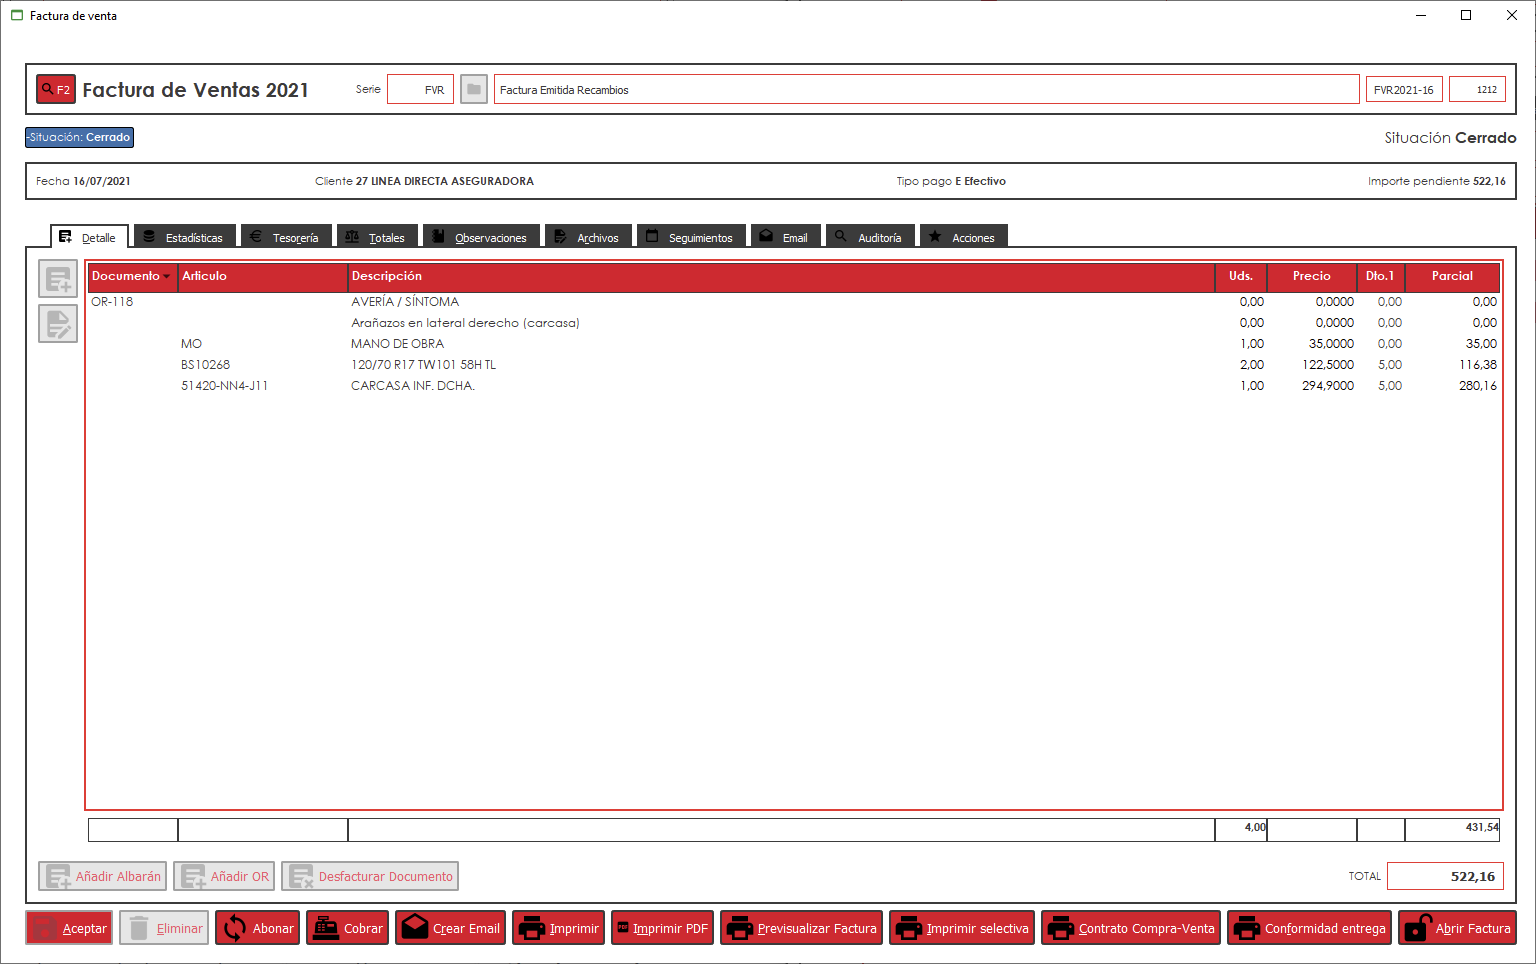 Factura de venta
F2 Factura de Ventas 2021 Serie FVR Factura Emitida Recambios FVR2021-16 1212
-Situación: Cerrado Situación Cerrado
Fecha 16/07/2021 Cliente 27 LINEA DIRECTA ASEGURADORA Tipo pago E Efectivo Importe pendiente 522,16
Detalle Estadísticas Tesorería Totales Observaciones Archivos Seguimientos Email Auditoría Acciones
Documento Artículo Descripción Uds. Precio Dto.1 Parcial
OR-118 AVERÍA / SÍNTOMA 0,00 0,0000 0,00 0,00
Arañazos en lateral derecho (carcasa) 0,00 0,0000 0,00 0,00
MO MANO DE OBRA 1,00 35,0000 0,00 35,00
BS10268 120/70 R17 TW101 58H TL 2,00 122,5000 5,00 116,38
51420-NN4-J11 CARCASA INF. DCHA. 1,00 294,9000 5,00 280,16
4,00 431,54
Añadir Albarán Añadir OR Desfacturar Documento TOTAL 522,16
Aceptar Eliminar Abonar Cobrar Crear Email Imprimir PDF Imprimir PDF Previsualizar Factura Imprimir selectiva Contrato Compra-Venta Conformidad entrega Abrir Factura